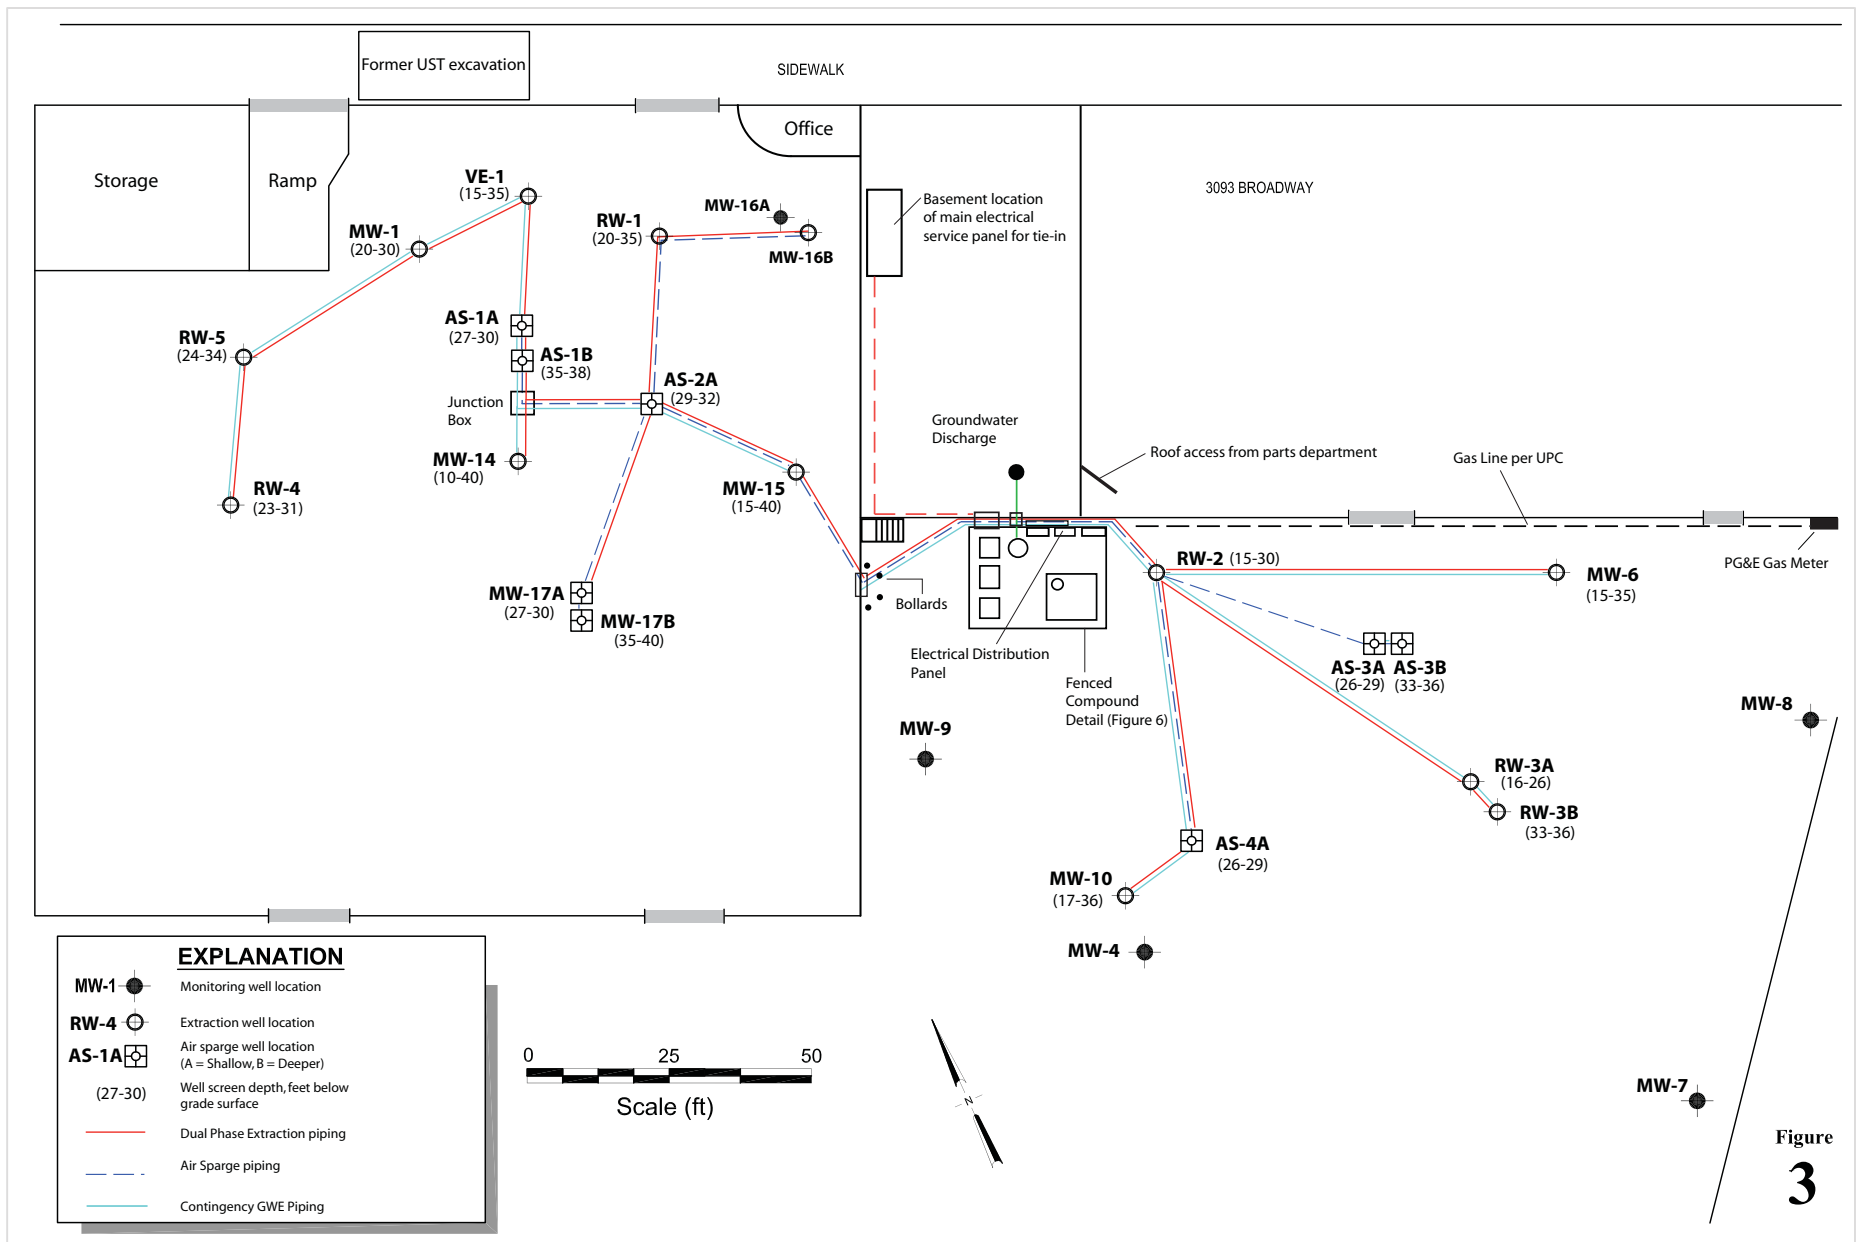 Former UST excavation
SIDEWALK
Office
Storage
Ramp
3093 BROADWAY
VE-1
(15-35)
MW-1
(20-30)
RW-1
(20-35)
MW-16A
MW-16B
Basement location
of main electrical
service panel for tie-in
AS-1A
(27-30)
AS-1B
(35-38)
RW-5
(24-34)
AS-2A
(29-32)
Junction
Box
MW-14
(10-40)
RW-4
(23-31)
MW-15
(15-40)
Groundwater
Discharge
Roof access from parts department
Gas Line per UPC
PG&E Gas Meter
RW-2 (15-30)
MW-6
(15-35)
MW-17A
(27-30)
MW-17B
(35-40)
Bollards
Electrical Distribution
Panel
Fenced
Compound
Detail (Figure 6)
AS-3A
(26-29)
AS-3B
(33-36)
MW-8
MW-9
RW-3A
(16-26)
RW-3B
(33-36)
AS-4A
(26-29)
MW-10
(17-36)
MW-4
MW-7
EXPLANATION
MW-1 Monitoring well location
RW-4 Extraction well location
AS-1A Air sparge well location
(A = Shallow, B = Deeper)
(27-30) Well screen depth, feet below
grade surface
Dual Phase Extraction piping
Air Sparge piping
Contingency GWE Piping
0 25 50
Scale (ft)
N
Figure
3